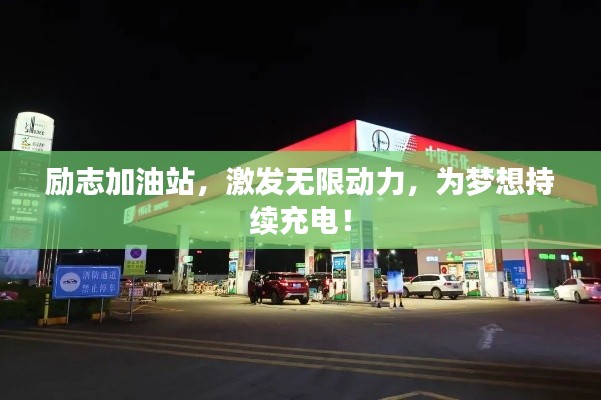 中国石化
励志加油站，激发无限动力，为梦想持
续充电！
消防通道
禁止停车